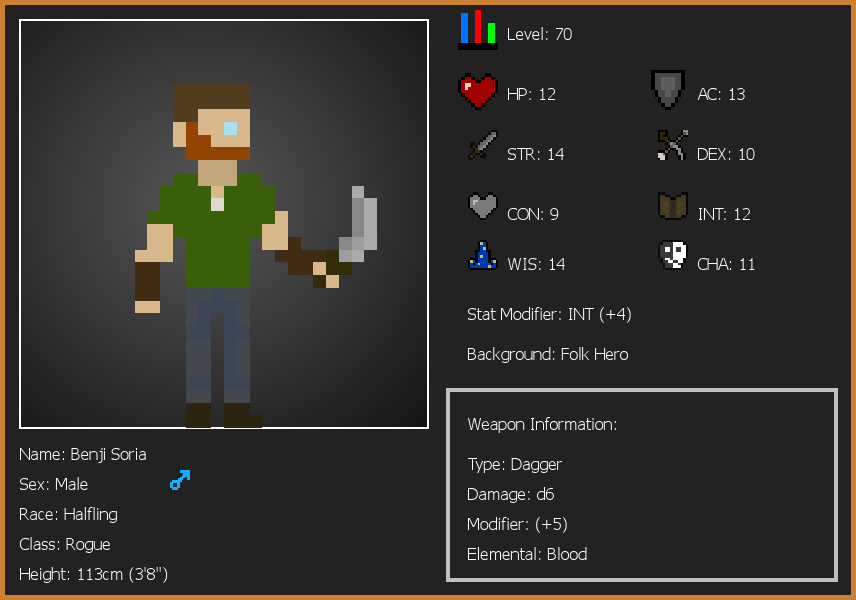 Level: 70
HP: 12
AC: 13
STR: 14
DEX: 10
CON: 9
INT: 12
WIS: 14
CHA: 11
Stat Modifier: INT (+4)
Background: Folk Hero
Weapon Information:
Type: Dagger
Damage: d6
Modifier: (+5)
Elemental: Blood
Name: Benji Soria
Sex: Male
Race: Halfling
Class: Rogue
Height: 113cm (3'8")